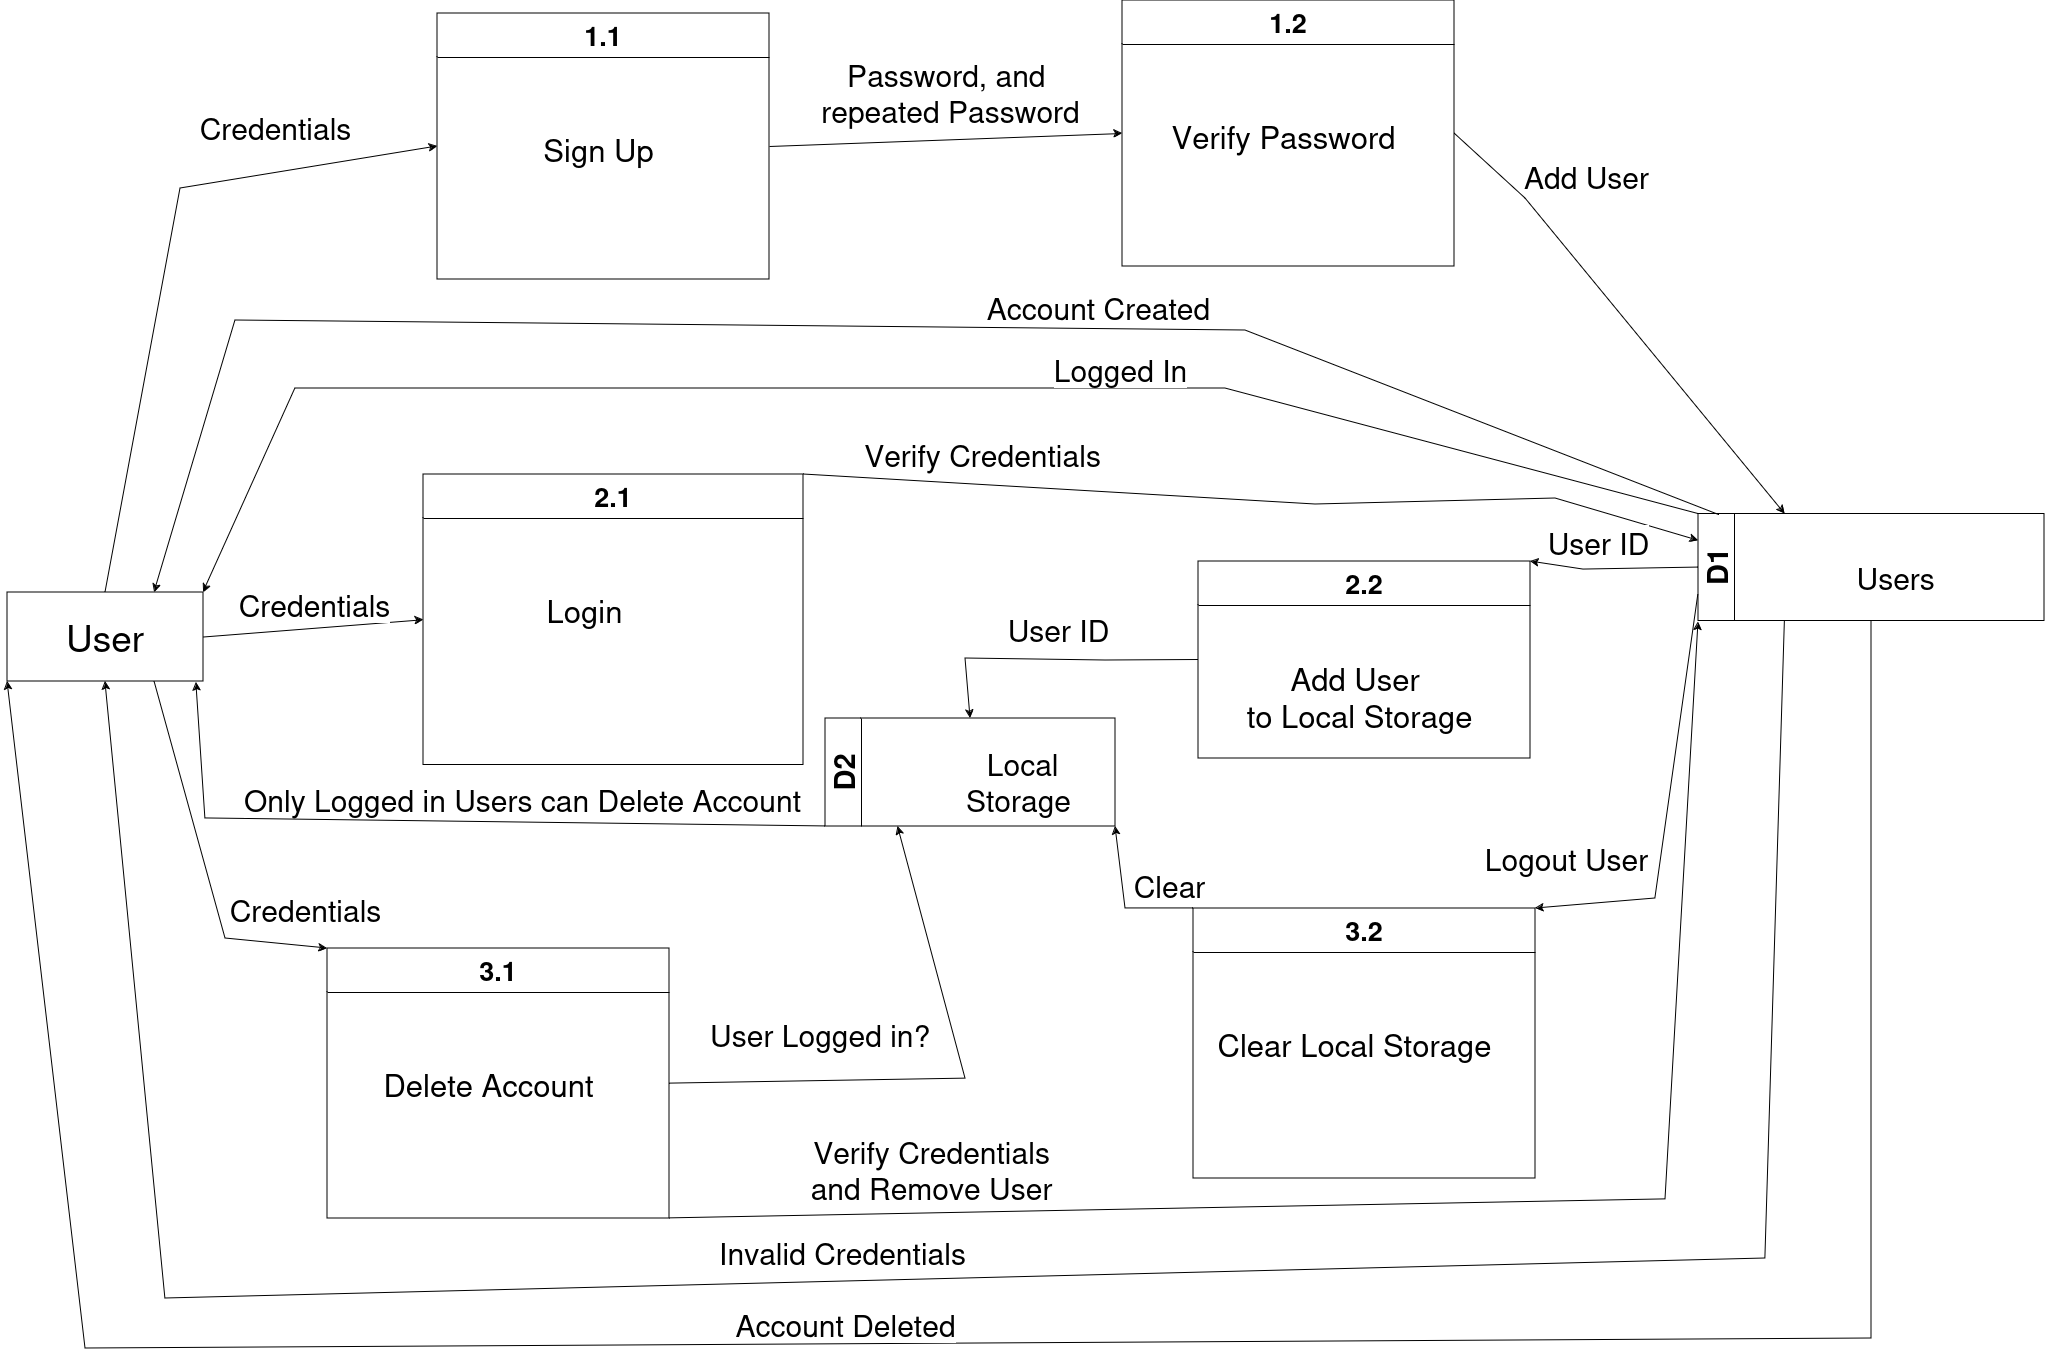 1.1
Sign Up
Password, and
repeated Password
1.2
Verify Password
Credentials
Add User
Account Created
Logged In
Verify Credentials
2.1
Login
Credentials
User
User ID
D1
Users
2.2
Add User
to Local Storage
User ID
D2
Local
Storage
Only Logged in Users can Delete Account
Logout User
Clear
Credentials
3.1
Delete Account
User Logged in?
3.2
Clear Local Storage
Verify Credentials
and Remove User
Invalid Credentials
Account Deleted